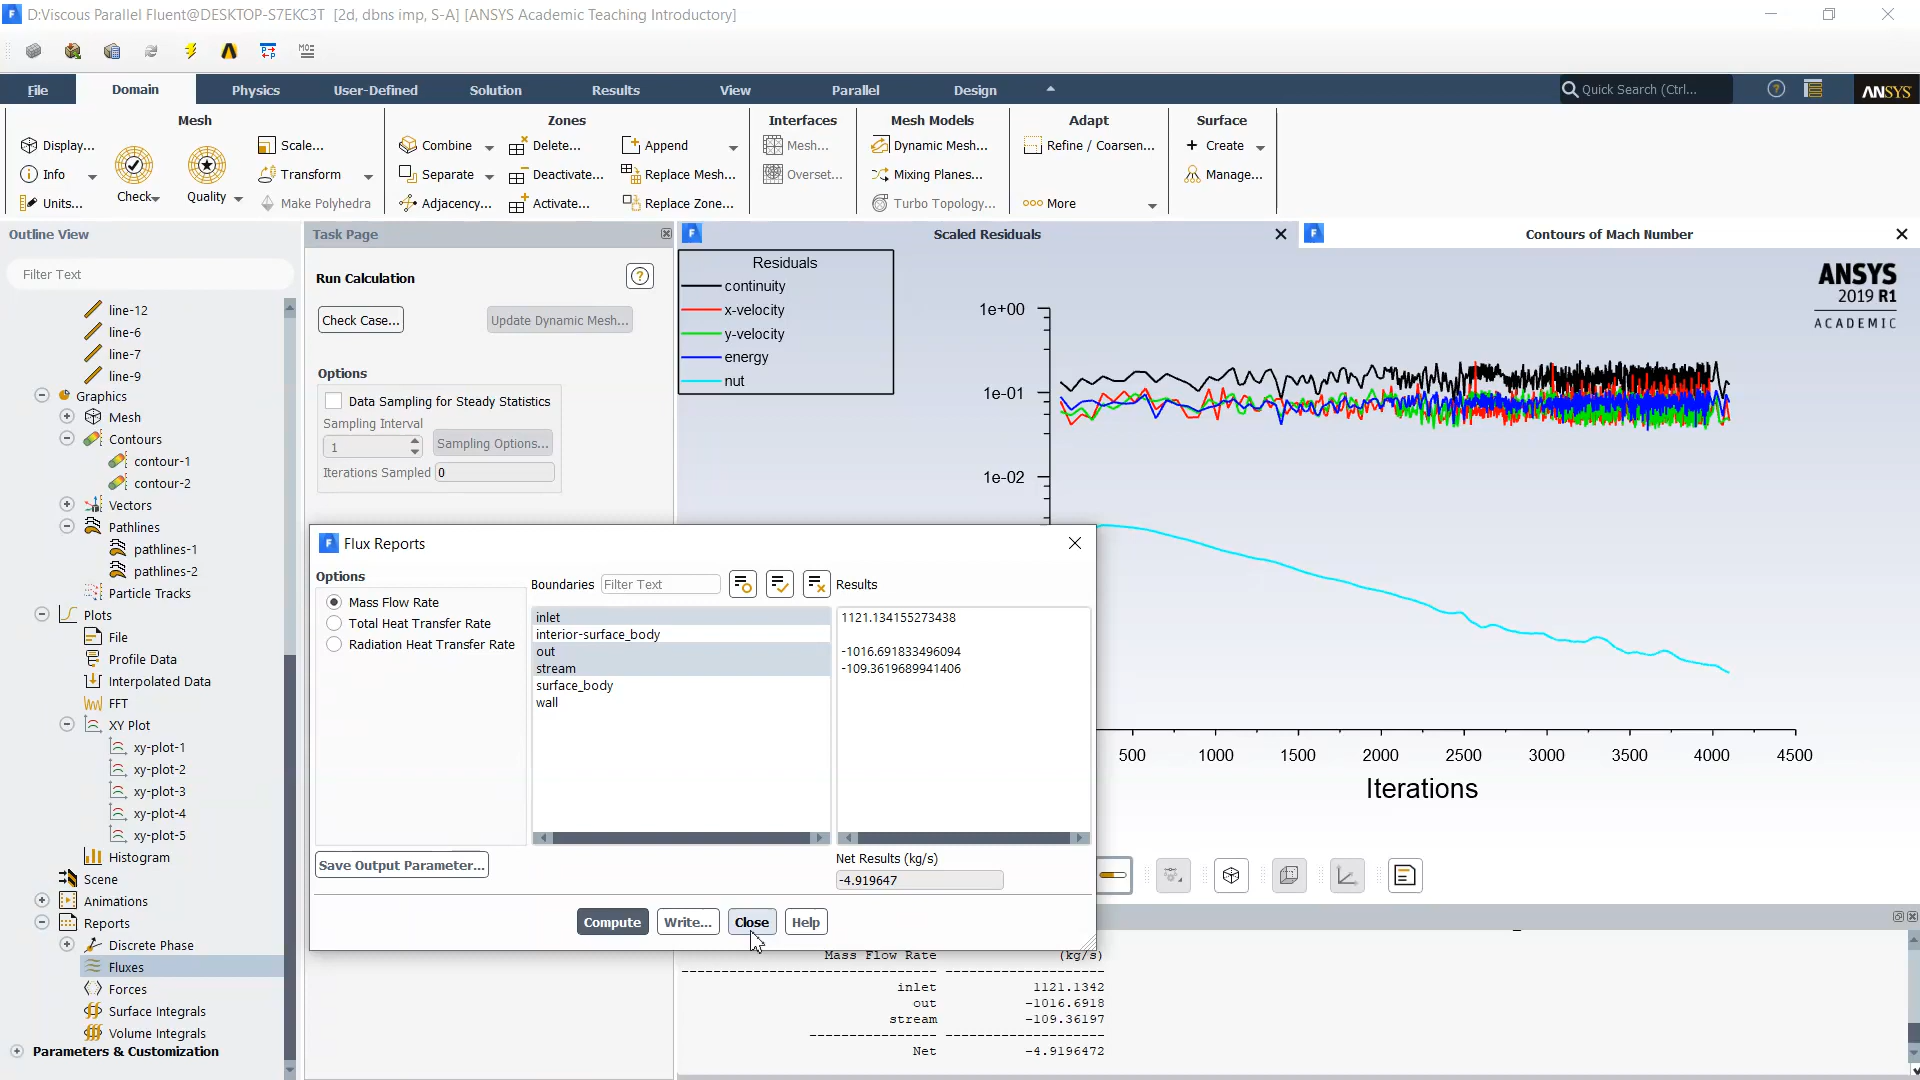 D:Viscous Parallel Fluent@DESKTOP-S7EKC3T [2d, dbns imp, S-A] [ANSYS Academic Teaching Introductory]
File
Domain
Physics
User-Defined
Solution
Results
View
Parallel
Design
Quick Search (Ctrl...
ANSYS
Mesh
Display...
Info
Units...
Check
Quality
Scale...
Transform
Make Polyhedra
Zones
Combine
Separate
Adjacency...
Delete...
Deactivate...
Activate...
Append
Replace Mesh...
Replace Zone...
Interfaces
Mesh...
Overset...
Mesh Models
Dynamic Mesh...
Mixing Planes...
Turbo Topology...
Adapt
Refine / Coarsen...
More
Surface
Create
Manage...
Outline View
Filter Text
line-12
line-6
line-7
line-9
Graphics
Mesh
Contours
contour-1
contour-2
Vectors
Pathlines
pathlines-1
pathlines-2
Particle Tracks
Plots
File
Profile Data
Interpolated Data
FFT
XY Plot
xy-plot-1
xy-plot-2
xy-plot-3
xy-plot-4
xy-plot-5
Histogram
Scene
Animations
Reports
Discrete Phase
Fluxes
Forces
Surface Integrals
Volume Integrals
Parameters & Customization
Task Page
Run Calculation
Check Case...
Update Dynamic Mesh...
Options
Data Sampling for Steady Statistics
Sampling Interval
1
Sampling Options...
Iterations Sampled 0
Scaled Residuals
Contours of Mach Number
Residuals
continuity
x-velocity
y-velocity
energy
nut
1e+00
1e-01
1e-02
ANSYS
2019 R1
ACADEMIC
500 1000 1500 2000 2500 3000 3500 4000 4500
Iterations
Flux Reports
Options
Mass Flow Rate
Total Heat Transfer Rate
Radiation Heat Transfer Rate
Boundaries Filter Text
inlet
interior-surface_body
out
stream
surface_body
wall
Results
1121.134155273438
-1016.691833496094
-109.3619689941406
Save Output Parameter...
Net Results (kg/s)
-4.919647
Compute
Write...
Close
Help
Mass Flow Rate (kg/s)
inlet 1121.1342
out -1016.6918
stream -109.36197
Net -4.9196472